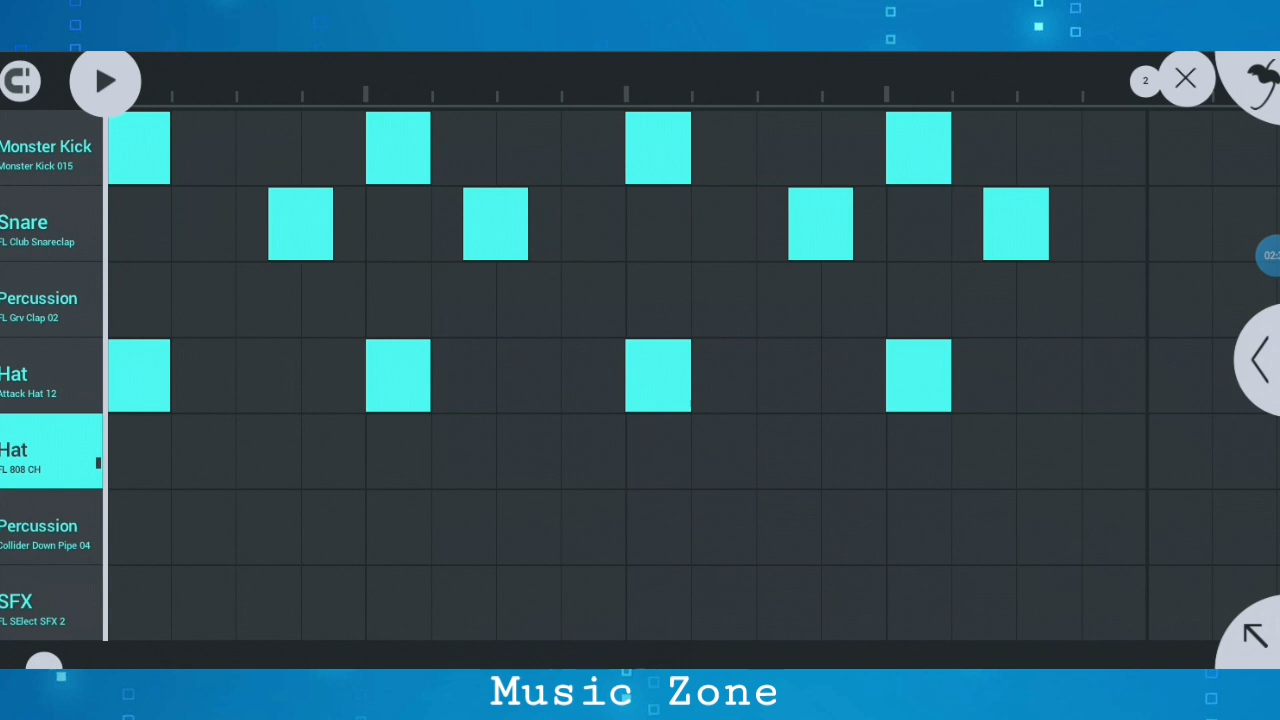 2
Monster Kick
Monster Kick 015
Snare
FL Club Snareclap
Percussion
FL Grv Clap 02
Hat
Attack Hat 12
Hat
FL 808 CH
Percussion
Collider Down Pipe 04
SFX
FL SElect SFX 2
Music Zone